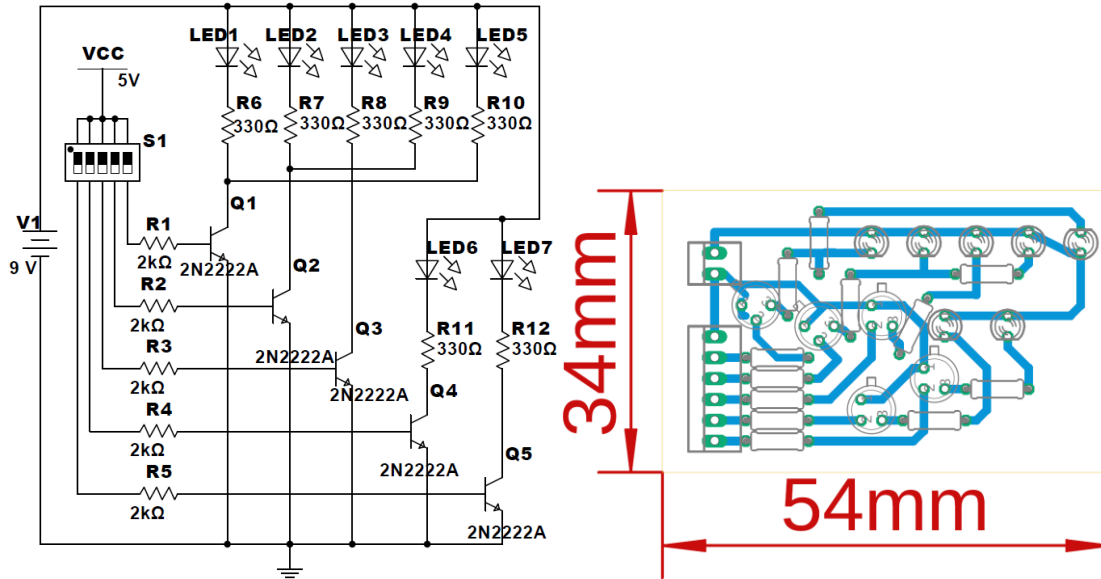 LED1 LED2 LED3 LED4 LED5
VCC
5V
R6 R7 R8 R9 R10
330Ω 330Ω 330Ω 330Ω 330Ω
S1
Q1
V1
9 V
R1
2kΩ
2N2222A
Q2
R2
2kΩ
LED6 LED7
R11 R12
330Ω 330Ω
Q3
2N2222A
R3
2kΩ
2N2222A
Q4
R4
2kΩ
2N2222A
Q5
R5
2kΩ
2N2222A
34mm
54mm